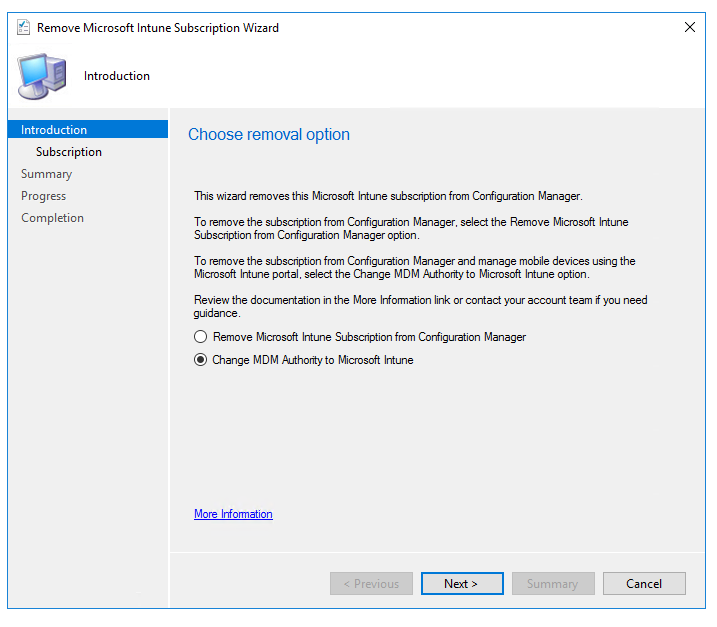 Remove Microsoft Intune Subscription Wizard
Introduction
Introduction
Subscription
Summary
Progress
Completion
Choose removal option
This wizard removes this Microsoft Intune subscription from Configuration Manager.
To remove the subscription from Configuration Manager, select the Remove Microsoft Intune
Subscription from Configuration Manager option.
To remove the subscription from Configuration Manager and manage mobile devices using the
Microsoft Intune portal, select the Change MDM Authority to Microsoft Intune option.
Review the documentation in the More Information link or contact your account team if you need
guidance.
Remove Microsoft Intune Subscription from Configuration Manager
Change MDM Authority to Microsoft Intune
More Information
< Previous
Next >
Summary
Cancel